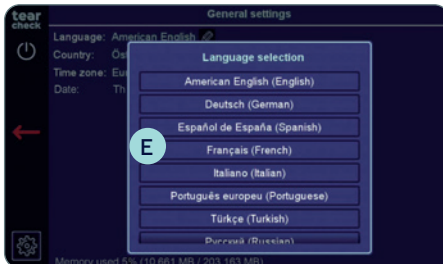 tear
check
General settings
Language: American English
Country: Öst
Time zone: Eur
Date: Th
Language selection
American English (English)
Deutsch (German)
Español de España (Spanish)
E
Français (French)
Italiano (Italian)
Português europeu (Portuguese)
Türkçe (Turkish)
Русский (Russian)
Memory used 5% (10,661 MB / 203,163 MB)